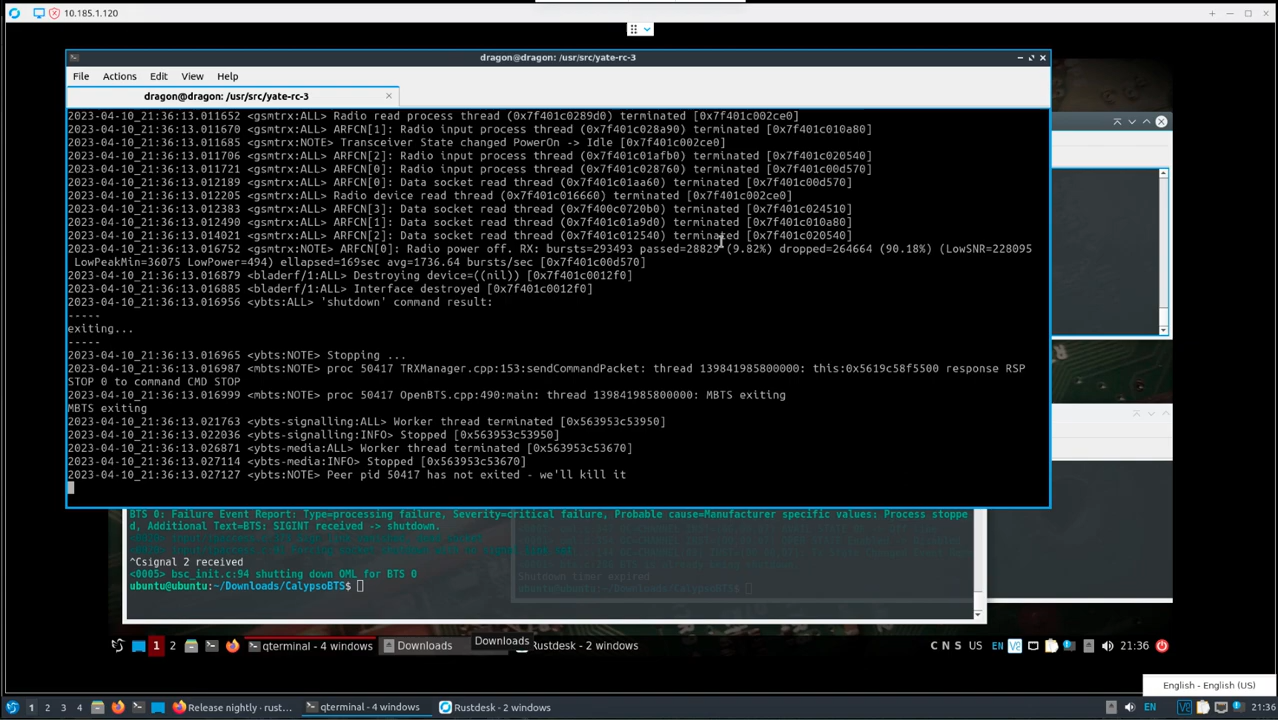 10.185.1.120
dragon@dragon: /usr/src/yate-rc-3
File Actions Edit View Help
dragon@dragon: /usr/src/yate-rc-3
2023-04-10_21:36:13.011652 <gsmtrx:ALL> Radio read process thread (0x7f401c0289d0) terminated [0x7f401c002ce0]
2023-04-10_21:36:13.011670 <gsmtrx:ALL> ARFCN[1]: Radio input process thread (0x7f401c028a90) terminated [0x7f401c010a80]
2023-04-10_21:36:13.011685 <gsmtrx:NOTE> Transceiver State changed PowerOn -> Idle [0x7f401c002ce0]
2023-04-10_21:36:13.011706 <gsmtrx:ALL> ARFCN[2]: Radio input process thread (0x7f401c01afb0) terminated [0x7f401c020540]
2023-04-10_21:36:13.011721 <gsmtrx:ALL> ARFCN[0]: Radio input process thread (0x7f401c028760) terminated [0x7f401c00d570]
2023-04-10_21:36:13.012189 <gsmtrx:ALL> ARFCN[0]: Data socket read thread (0x7f401c01aa60) terminated [0x7f401c00d570]
2023-04-10_21:36:13.012205 <gsmtrx:ALL> Radio device read thread (0x7f401c016660) terminated [0x7f401c002ce0]
2023-04-10_21:36:13.012383 <gsmtrx:ALL> ARFCN[3]: Data socket read thread (0x7f400c0720b0) terminated [0x7f401c024510]
2023-04-10_21:36:13.012490 <gsmtrx:ALL> ARFCN[1]: Data socket read thread (0x7f401c01a9d0) terminated [0x7f401c010a80]
2023-04-10_21:36:13.014021 <gsmtrx:ALL> ARFCN[2]: Data socket read thread (0x7f401c012540) terminated [0x7f401c020540]
2023-04-10_21:36:13.016752 <gsmtrx:NOTE> ARFCN[0]: Radio power off. RX: bursts=293493 passed=28829 (9.82%) dropped=264664 (90.18%) (LowSNR=228095
LowPeakMin=36075 LowPower=494) ellapsed=169sec avg=1736.64 bursts/sec [0x7f401c00d570]
2023-04-10_21:36:13.016879 <bladerf/1:ALL> Destroying device=((nil)) [0x7f401c0012f0]
2023-04-10_21:36:13.016885 <bladerf/1:ALL> Interface destroyed [0x7f401c0012f0]
2023-04-10_21:36:13.016956 <ybts:ALL> 'shutdown' command result:
-----
exiting...
-----
2023-04-10_21:36:13.016965 <ybts:NOTE> Stopping ...
2023-04-10_21:36:13.016987 <mbts:NOTE> proc 50417 TRXManager.cpp:153:sendCommandPacket: thread 139841985800000: this:0x5619c58f5500 response RSP
STOP 0 to command CMD STOP
2023-04-10_21:36:13.016999 <mbts:NOTE> proc 50417 OpenBTS.cpp:490:main: thread 139841985800000: MBTS exiting
MBTS exiting
2023-04-10_21:36:13.021763 <ybts-signalling:ALL> Worker thread terminated [0x563953c53950]
2023-04-10_21:36:13.022036 <ybts-signalling:INFO> Stopped [0x563953c53950]
2023-04-10_21:36:13.026871 <ybts-media:ALL> Worker thread terminated [0x563953c53670]
2023-04-10_21:36:13.027114 <ybts-media:INFO> Stopped [0x563953c53670]
2023-04-10_21:36:13.027127 <ybts:NOTE> Peer pid 50417 has not exited - we'll kill it
BTS 0: Failure Event Report: Type=processing failure, Severity=critical failure, Probable cause=Manufacturer specific values: Process stoppe
d, Additional Text=BTS: SIGINT received -> shutdown.
^Csignal 2 received
<0005> bsc_init.c:94 shutting down OML for BTS 0
Shutdown timer expired
ubuntu@ubuntu:~/Downloads/CalypsoBTS$
ubuntu@ubuntu:~/Downloads/CalypsoBTS$
1 2 qterminal - 4 windows Downloads Downloads Rustdesk - 2 windows C N S US EN 21:36
English - English (US)
1 2 3 4 Release nightly · rust... qterminal - 4 windows Rustdesk - 2 windows EN 21:36